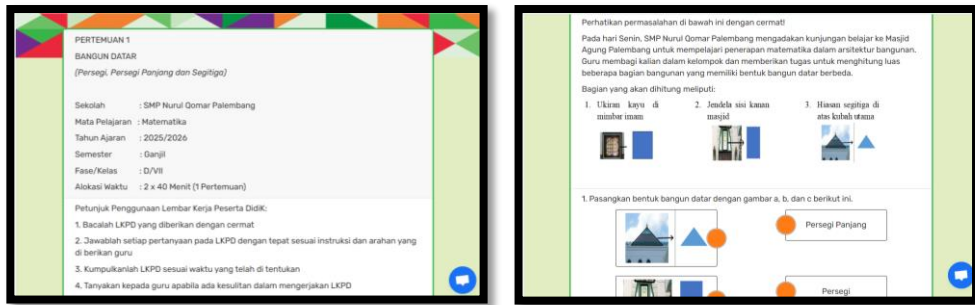 PERTEMUAN 1
BANGUN DATAR
(Persegi, Persegi Panjang dan Segitiga)
Sekolah : SMP Nurul Qomar Palembang
Mata Pelajaran : Matematika
Tahun Ajaran : 2025/2026
Semester : Ganjil
Fase/Kelas : D/VII
Alokasi Waktu : 2 x 40 Menit (1 Pertemuan)
Petunjuk Penggunaan Lembar Kerja Peserta DidiK:
1. Bacalah LKPD yang diberikan dengan cermat
2. Jawablah setiap pertanyaan pada LKPD dengan tepat sesuai instruksi dan arahan yang
di berikan guru
3. Kumpulkanlah LKPD sesuai waktu yang telah di tentukan
4. Tanyakan kepada guru apabila ada kesulitan dalam mengerjakan LKPD
Perhatikan permasalahan di bawah ini dengan cermat!
Pada hari Senin, SMP Nurul Qomar Palembang mengadakan kunjungan belajar ke Masjid
Agung Palembang untuk mempelajari penerapan matematika dalam arsitektur bangunan.
Guru membagi kalian dalam kelompok dan memberikan tugas untuk menghitung luas
beberapa bagian bangunan yang memiliki bentuk bangun datar berbeda.
Bagian yang akan dihitung meliputi:
1. Ukiran kayu di
mimbar imam
2. Jendela sisi kanan
masjid
3. Hiasan segitiga di
atas kubah utama
1. Pasangkan bentuk bangun datar dengan gambar a, b, dan c berikut ini.
Persegi Panjang
Persegi